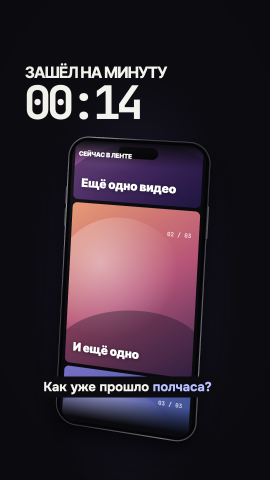 ЗАШЁЛ НА МИНУТУ
00:14
СЕЙЧАС В ЛЕНТЕ
Ещё одно видео
02 / 03
И ещё одно
Как уже прошло полчаса?
03 / 03